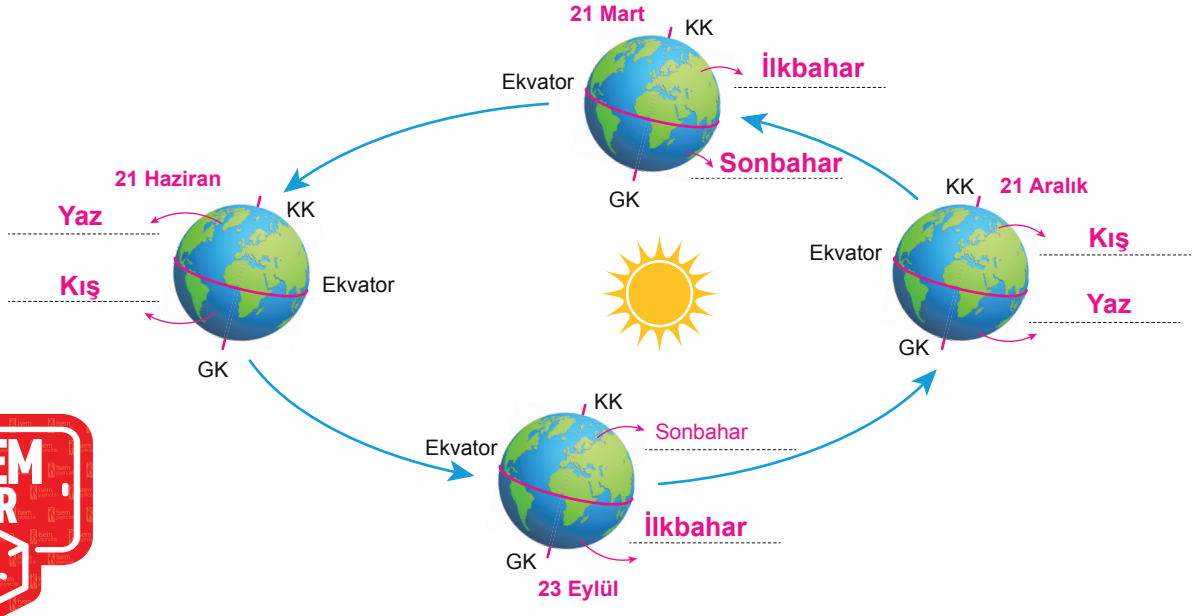 21 Mart
KK
İlkbahar
Ekvator
Sonbahar
GK
21 Haziran
KK
Yaz
Ekvator
Kış
GK
KK
21 Aralık
Kış
Ekvator
Yaz
GK
KK
Sonbahar
Ekvator
İlkbahar
GK
23 Eylül